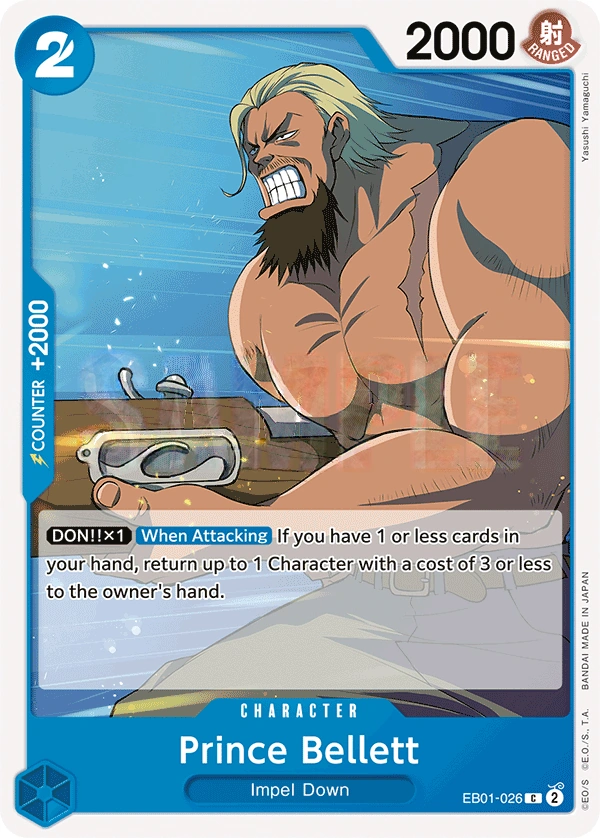 2
2000
射
RANGED
Yasushi Yamaguchi
COUNTER +2000
SAMPLE
DON!!×1 When Attacking If you have 1 or less cards in
your hand, return up to 1 Character with a cost of 3 or less
to the owner's hand.
CHARACTER
Prince Bellett
Impel Down
EB01-026 C 2
©EO/S ©E.O./S., T.A. BANDAI MADE IN JAPAN